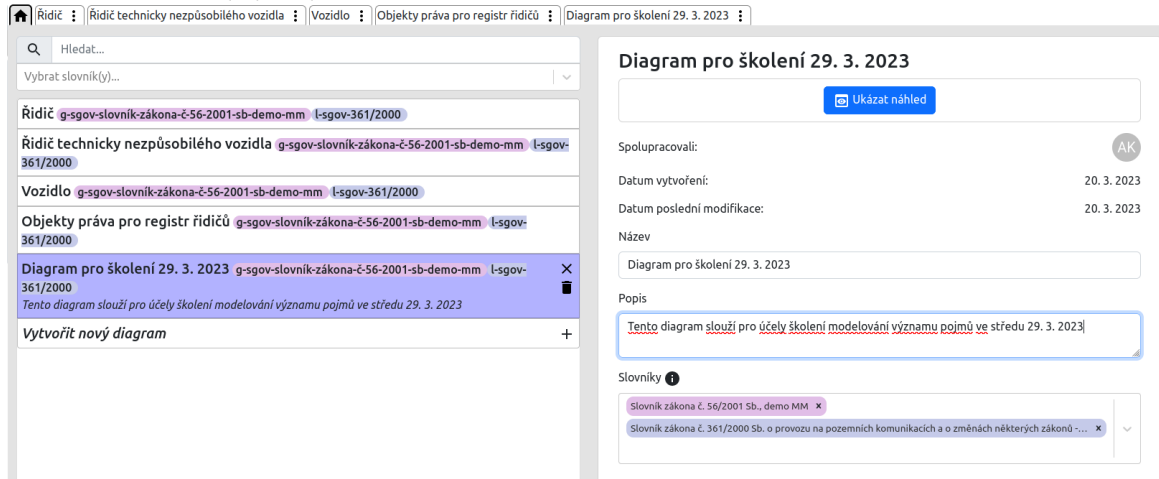 Řidič
Řidič technicky nezpůsobilého vozidla
Vozidlo
Objekty práva pro registr řidičů
Diagram pro školení 29. 3. 2023
Hledat...
Vybrat slovník(y)...
Řidič g-sgov-slovník-zákona-č-56-2001-sb-demo-mm l-sgov-361/2000
Řidič technicky nezpůsobilého vozidla g-sgov-slovník-zákona-č-56-2001-sb-demo-mm l-sgov-
361/2000
Vozidlo g-sgov-slovník-zákona-č-56-2001-sb-demo-mm l-sgov-361/2000
Objekty práva pro registr řidičů g-sgov-slovník-zákona-č-56-2001-sb-demo-mm l-sgov-
361/2000
Diagram pro školení 29. 3. 2023 g-sgov-slovník-zákona-č-56-2001-sb-demo-mm l-sgov-
361/2000
Tento diagram slouží pro účely školení modelování významu pojmů ve středu 29. 3. 2023
Vytvořit nový diagram
Diagram pro školení 29. 3. 2023
Ukázat náhled
Spolupracovali: AK
Datum vytvoření: 20. 3. 2023
Datum poslední modifikace: 20. 3. 2023
Název
Diagram pro školení 29. 3. 2023
Popis
Tento diagram slouží pro účely školení modelování významu pojmů ve středu 29. 3. 2023
Slovníky
Slovník zákona č. 56/2001 Sb., demo MM ×
Slovník zákona č. 361/2000 Sb. o provozu na pozemních komunikacích a o změnách některých zákonů -... ×